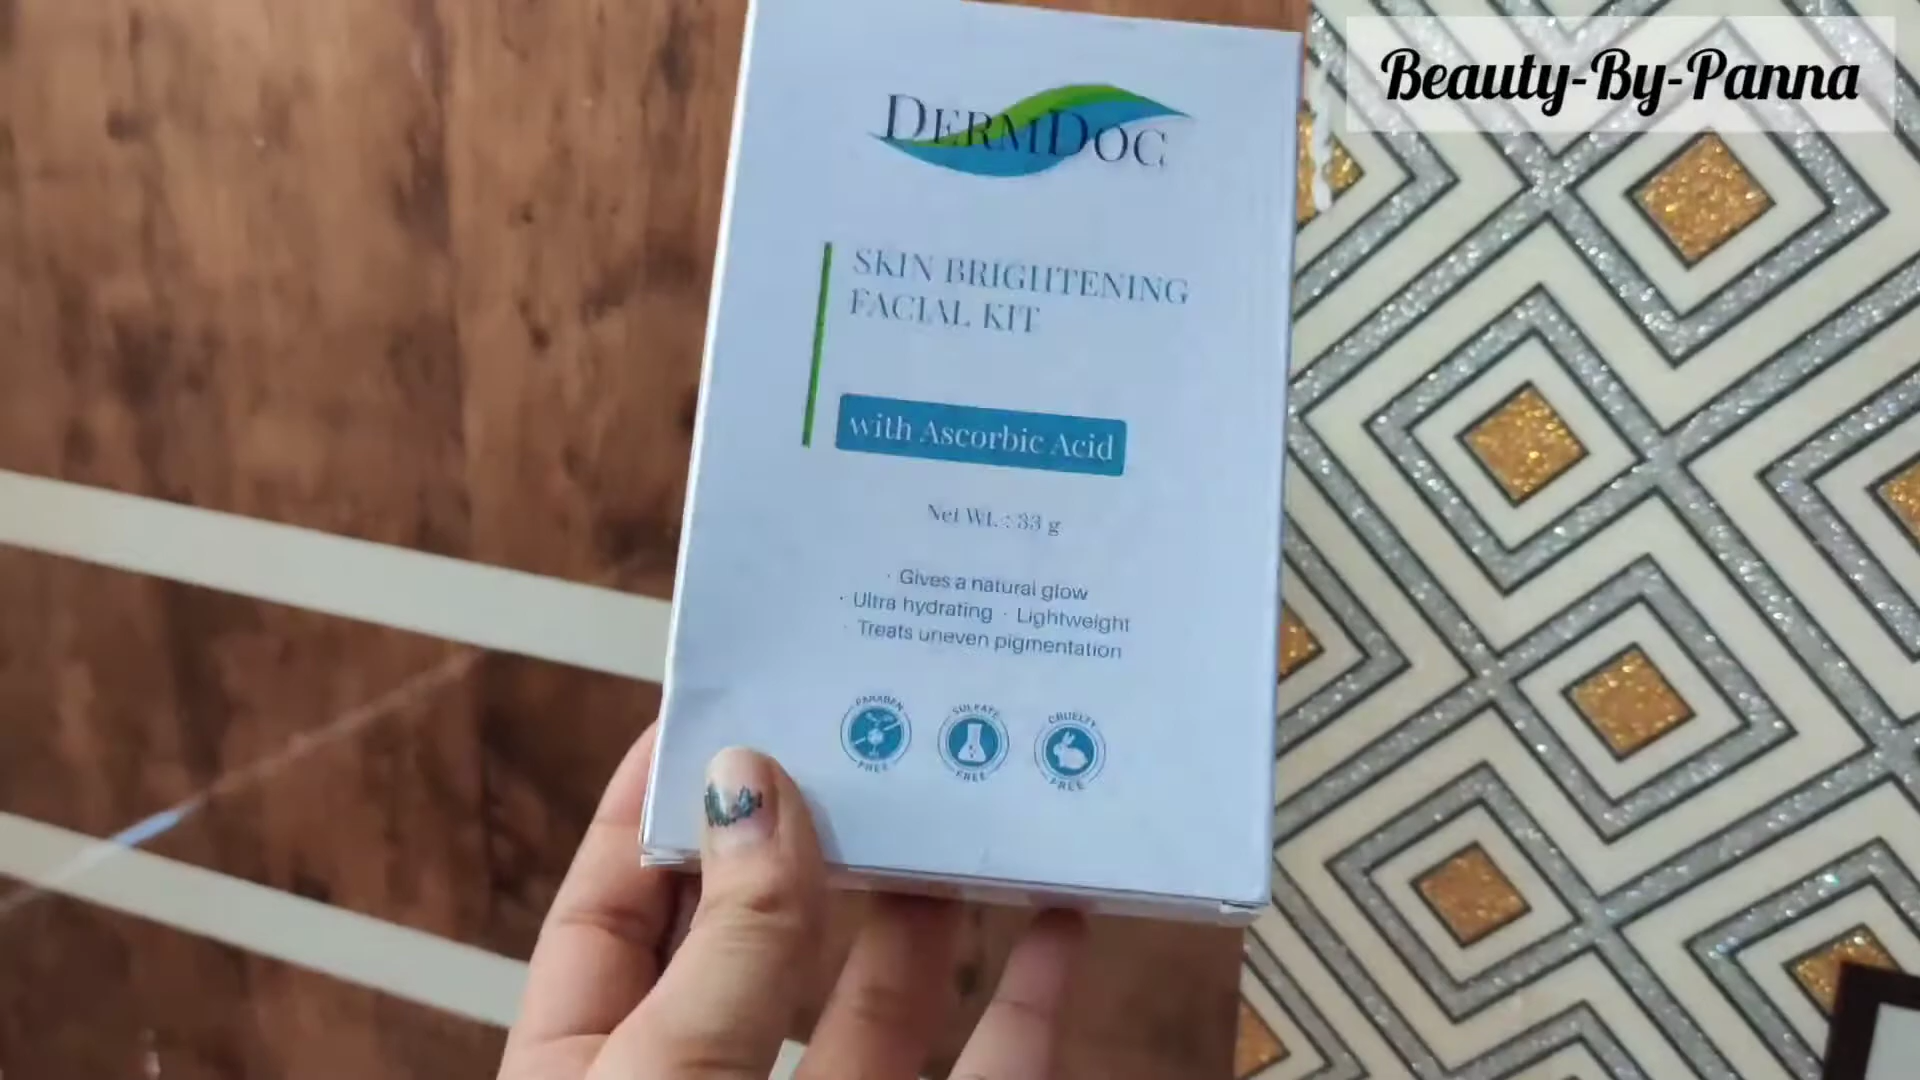 Beauty-By-Panna
DERMDOC
SKIN BRIGHTENING
FACIAL KIT
with Ascorbic Acid
Net Wt. : 33 g
· Gives a natural glow
· Ultra hydrating · Lightweight
· Treats uneven pigmentation
PARABEN FREE
SULFATE FREE
CRUELTY FREE